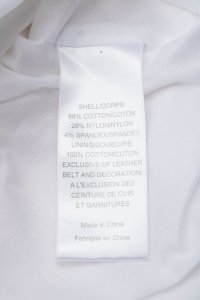 SHELL/CORPS:
68% COTTON/COTON
28% NYLON/NYLON
4% SPANDEX/SPANDEX
LINING/DOUBLURE:
100% COTTON/COTON
EXCLUSIVE OF LEATHER
BELT AND DECORATION/
A L'EXCLUSION DES
CEINTURE DE CUIR
ET GARNITURES
Made in China
Fabriqué en Chine